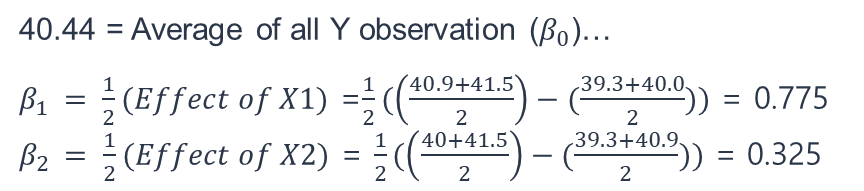 40.44 = Average of all Y observation (β₀)…
β₁ = 1/2 (Effect of X1) = 1/2 (((40.9+41.5)/2) − ((39.3+40.0)/2)) = 0.775
β₂ = 1/2 (Effect of X2) = 1/2 (((40+41.5)/2) − ((39.3+40.9)/2)) = 0.325